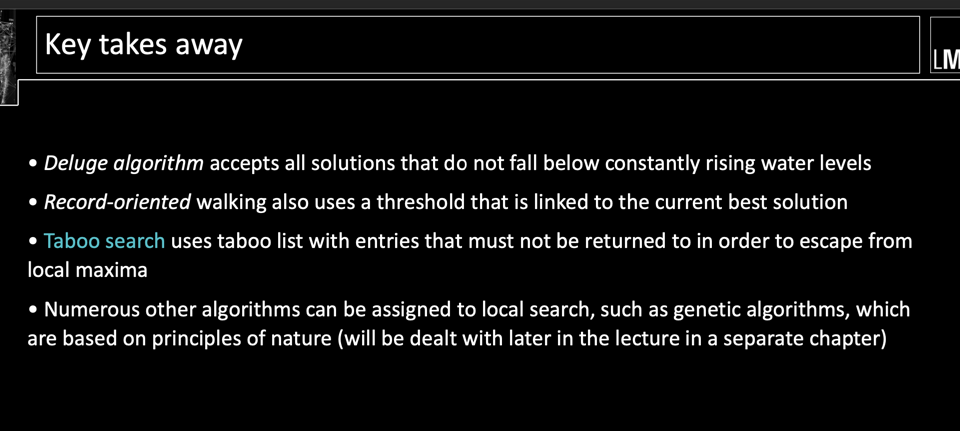 Key takes away
LM
• Deluge algorithm accepts all solutions that do not fall below constantly rising water levels
• Record-oriented walking also uses a threshold that is linked to the current best solution
• Taboo search uses taboo list with entries that must not be returned to in order to escape from
local maxima
• Numerous other algorithms can be assigned to local search, such as genetic algorithms, which
are based on principles of nature (will be dealt with later in the lecture in a separate chapter)